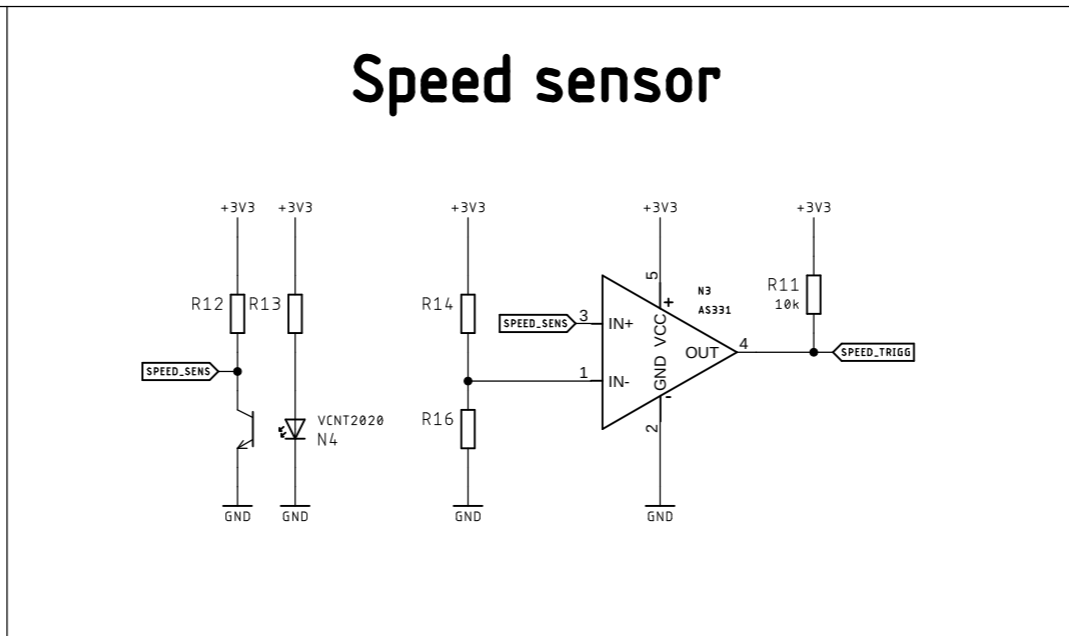 Speed sensor
+3V3 +3V3 +3V3 +3V3 +3V3
R12 R13 R14 R11
10k
N3
AS331
5
+
SPEED_SENS 3 IN+ VCC
OUT 4 SPEED_TRIGG
SPEED_SENS 1 IN- GND
-
2
VCNT2020
N4
R16
GND GND GND GND